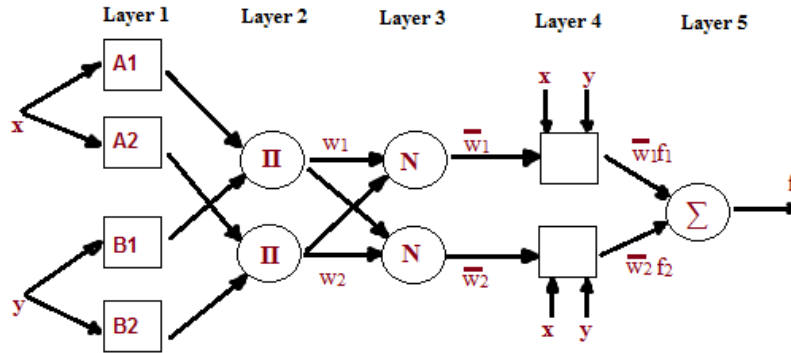 Layer 1 Layer 2 Layer 3 Layer 4 Layer 5
A1
x y
x
A2
w1 w̅1 w̅1f1
Π N
f
Σ
B1
Π N
w2 w̅2 w̅2 f2
y
B2
x y